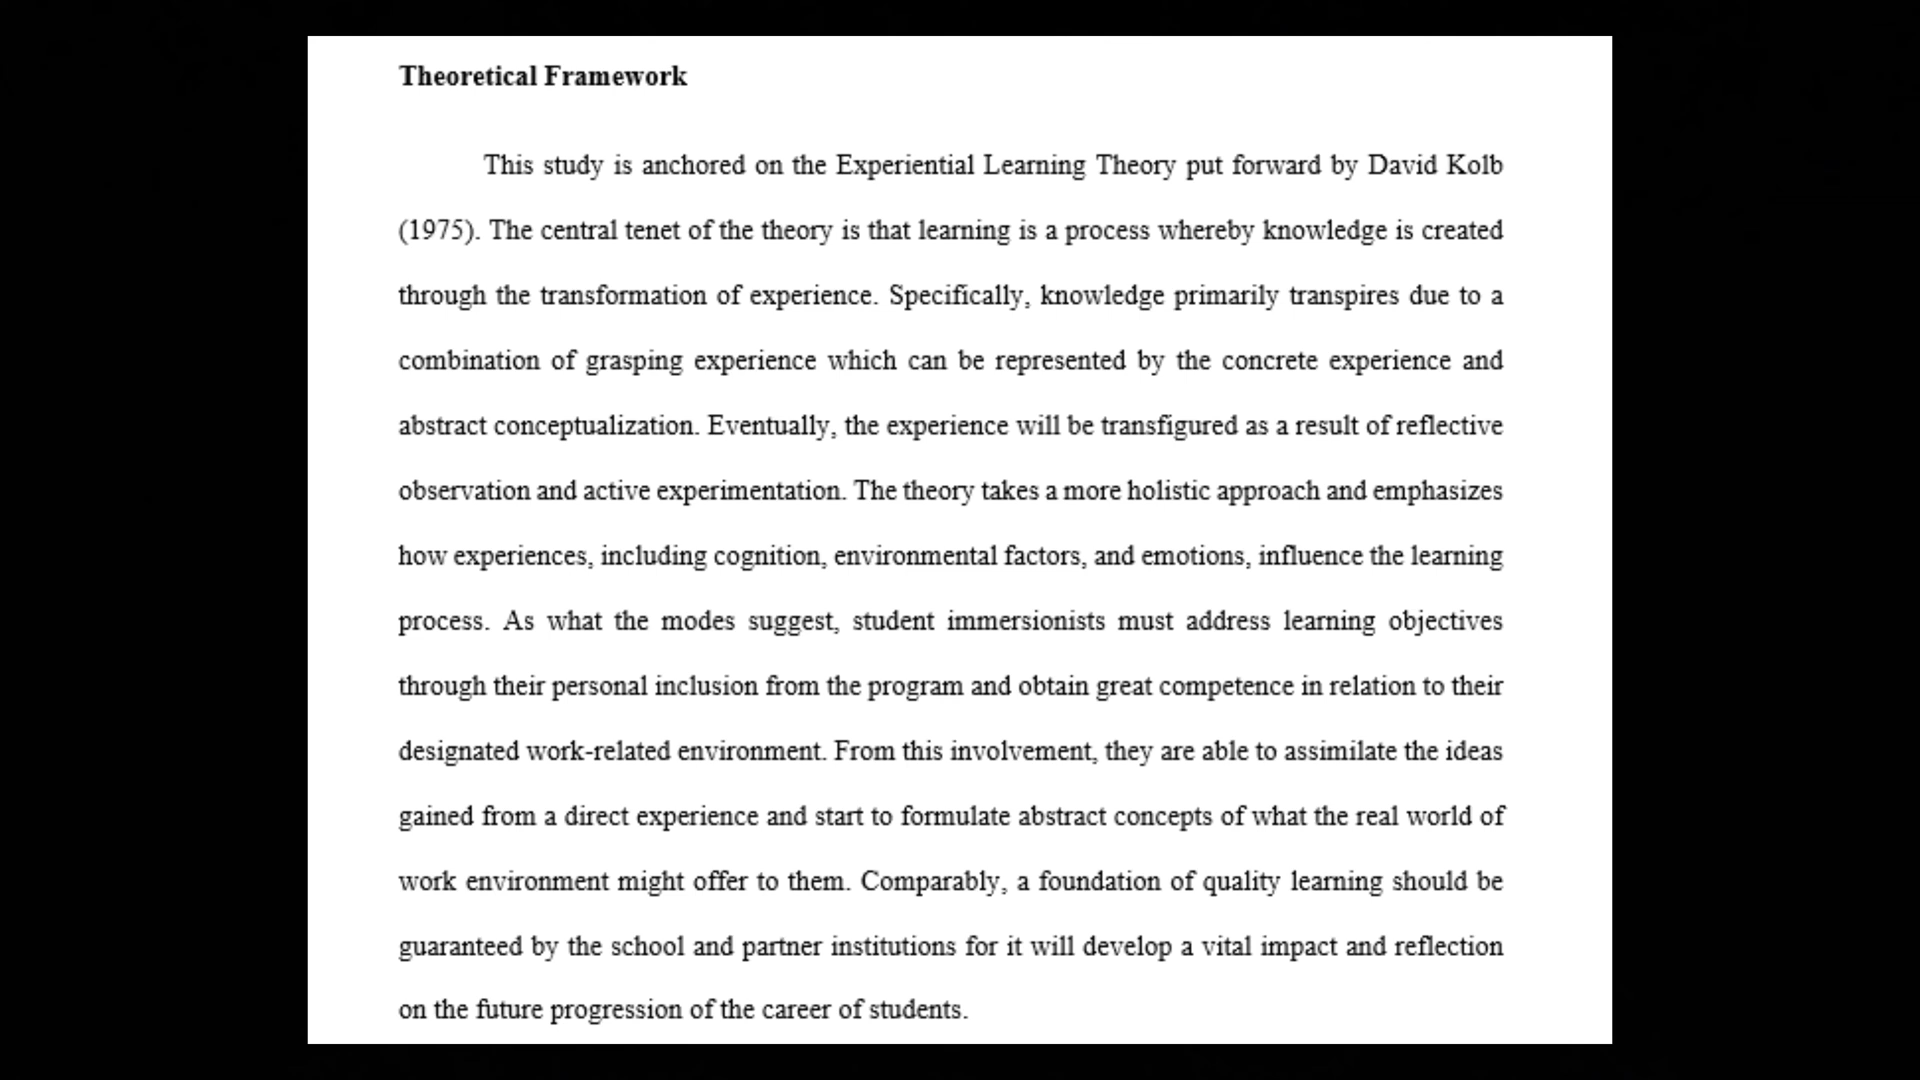 Theoretical Framework
This study is anchored on the Experiential Learning Theory put forward by David Kolb
(1975). The central tenet of the theory is that learning is a process whereby knowledge is created
through the transformation of experience. Specifically, knowledge primarily transpires due to a
combination of grasping experience which can be represented by the concrete experience and
abstract conceptualization. Eventually, the experience will be transfigured as a result of reflective
observation and active experimentation. The theory takes a more holistic approach and emphasizes
how experiences, including cognition, environmental factors, and emotions, influence the learning
process. As what the modes suggest, student immersionists must address learning objectives
through their personal inclusion from the program and obtain great competence in relation to their
designated work-related environment. From this involvement, they are able to assimilate the ideas
gained from a direct experience and start to formulate abstract concepts of what the real world of
work environment might offer to them. Comparably, a foundation of quality learning should be
guaranteed by the school and partner institutions for it will develop a vital impact and reflection
on the future progression of the career of students.